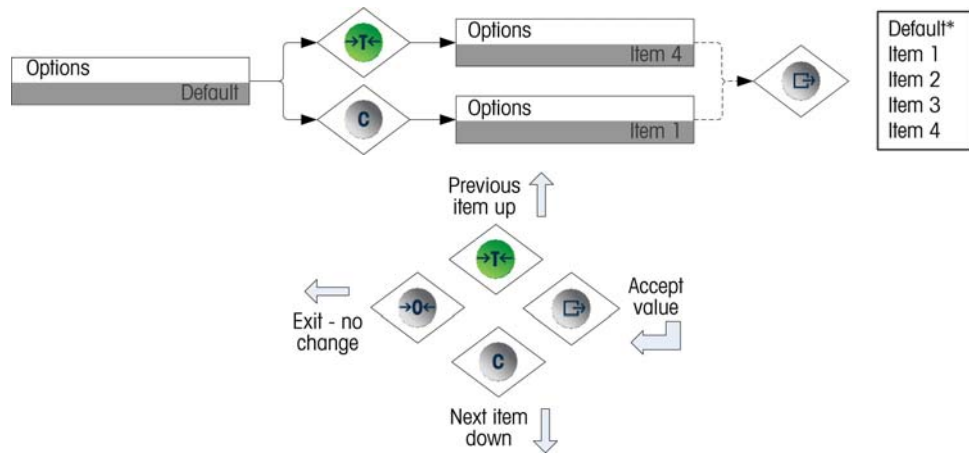 Options
Default
→T←
C
Options
Item 4
Options
Item 1
Default*
Item 1
Item 2
Item 3
Item 4
Previous
item up
→T←
→0←
Exit - no
change
Accept
value
C
Next item
down